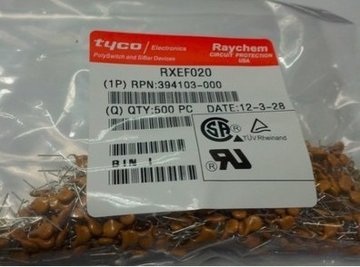 tyco / Electronics Raychem
PolySwitch and SiBar Devices CIRCUIT PROTECTION
USA
RXEF020
(1P) RPN:394103-000
(Q) QTY:500 PC DATE:12-3-28
TÜV Rheinland
BIN 1